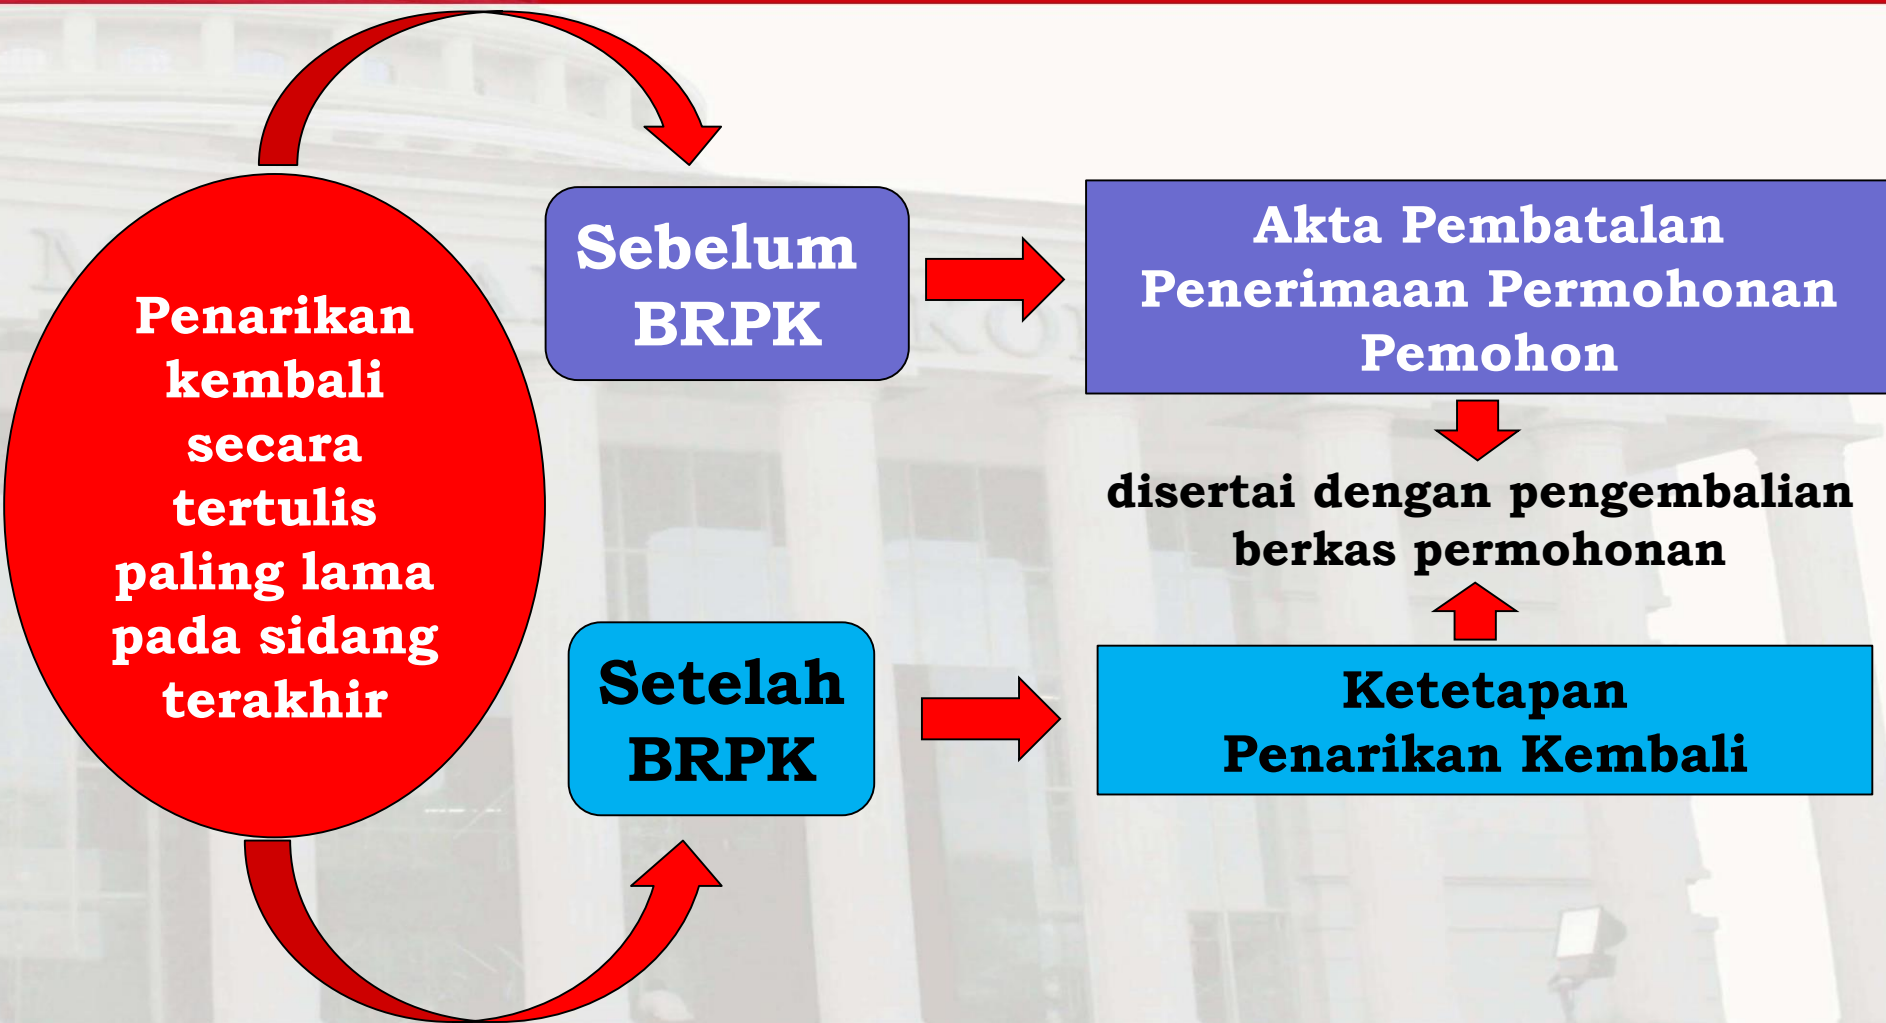 Penarikan
kembali
secara
tertulis
paling lama
pada sidang
terakhir
Sebelum
BRPK
Akta Pembatalan
Penerimaan Permohonan
Pemohon
disertai dengan pengembalian
berkas permohonan
Setelah
BRPK
Ketetapan
Penarikan Kembali